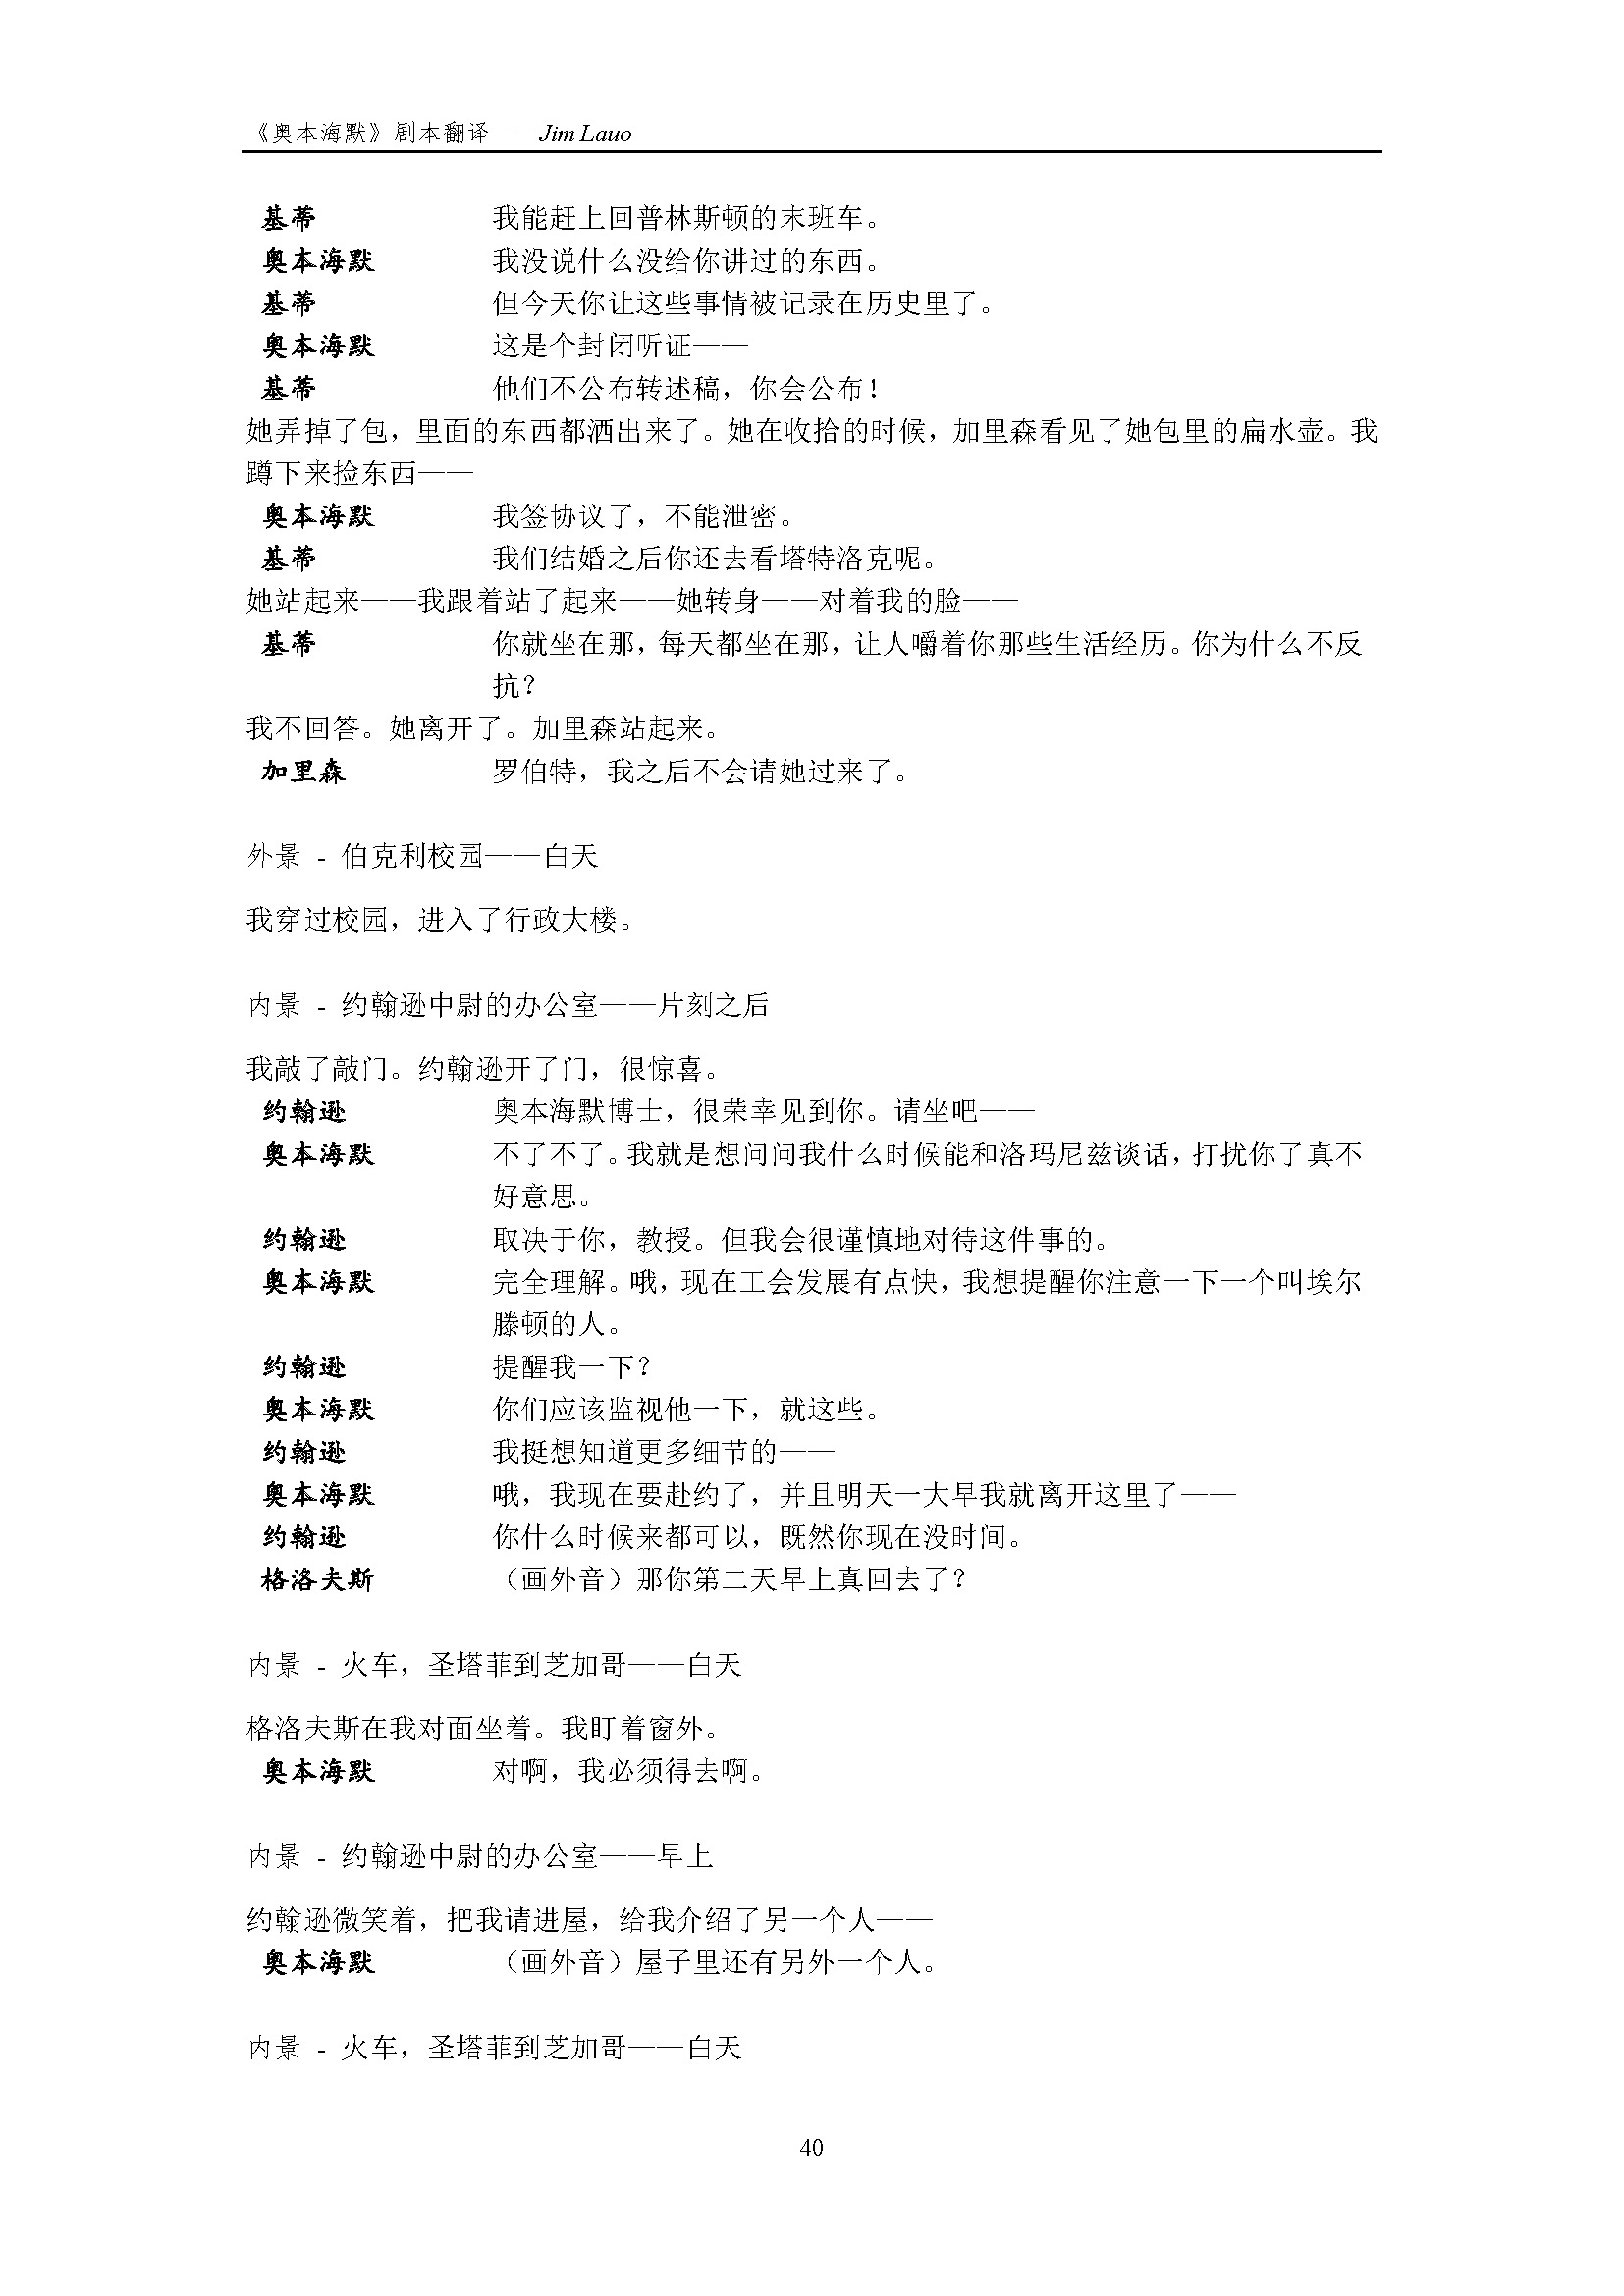 《奥本海默》剧本翻译——Jim Lauo
基蒂 我能赶上回普林斯顿的末班车。
奥本海默 我没说什么没给你讲过的东西。
基蒂 但今天你让这些事情被记录在历史里了。
奥本海默 这是个封闭听证——
基蒂 他们不公布转述稿，你会公布！
她弄掉了包，里面的东西都洒出来了。她在收拾的时候，加里森看见了她包里的扁水壶。我
蹲下来捡东西——
奥本海默 我签协议了，不能泄密。
基蒂 我们结婚之后你还去看塔特洛克呢。
她站起来——我跟着站了起来——她转身——对着我的脸——
基蒂 你就坐在那，每天都坐在那，让人嚼着你那些生活经历。你为什么不反
抗？
我不回答。她离开了。加里森站起来。
加里森 罗伯特，我之后不会请她过来了。
外景 - 伯克利校园——白天
我穿过校园，进入了行政大楼。
内景 - 约翰逊中尉的办公室——片刻之后
我敲了敲门。约翰逊开了门，很惊喜。
约翰逊 奥本海默博士，很荣幸见到你。请坐吧——
奥本海默 不了不了。我就是想问问我什么时候能和洛玛尼兹谈话，打扰你了真不
好意思。
约翰逊 取决于你，教授。但我会很谨慎地对待这件事的。
奥本海默 完全理解。哦，现在工会发展有点快，我想提醒你注意一下一个叫埃尔
滕顿的人。
约翰逊 提醒我一下？
奥本海默 你们应该监视他一下，就这些。
约翰逊 我挺想知道更多细节的——
奥本海默 哦，我现在要赴约了，并且明天一大早我就离开这里了——
约翰逊 你什么时候来都可以，既然你现在没时间。
格洛夫斯 （画外音）那你第二天早上真回去了？
内景 - 火车，圣塔菲到芝加哥——白天
格洛夫斯在我对面坐着。我盯着窗外。
奥本海默 对啊，我必须得去啊。
内景 - 约翰逊中尉的办公室——早上
约翰逊微笑着，把我请进屋，给我介绍了另一个人——
奥本海默 （画外音）屋子里还有另外一个人。
内景 - 火车，圣塔菲到芝加哥——白天
40